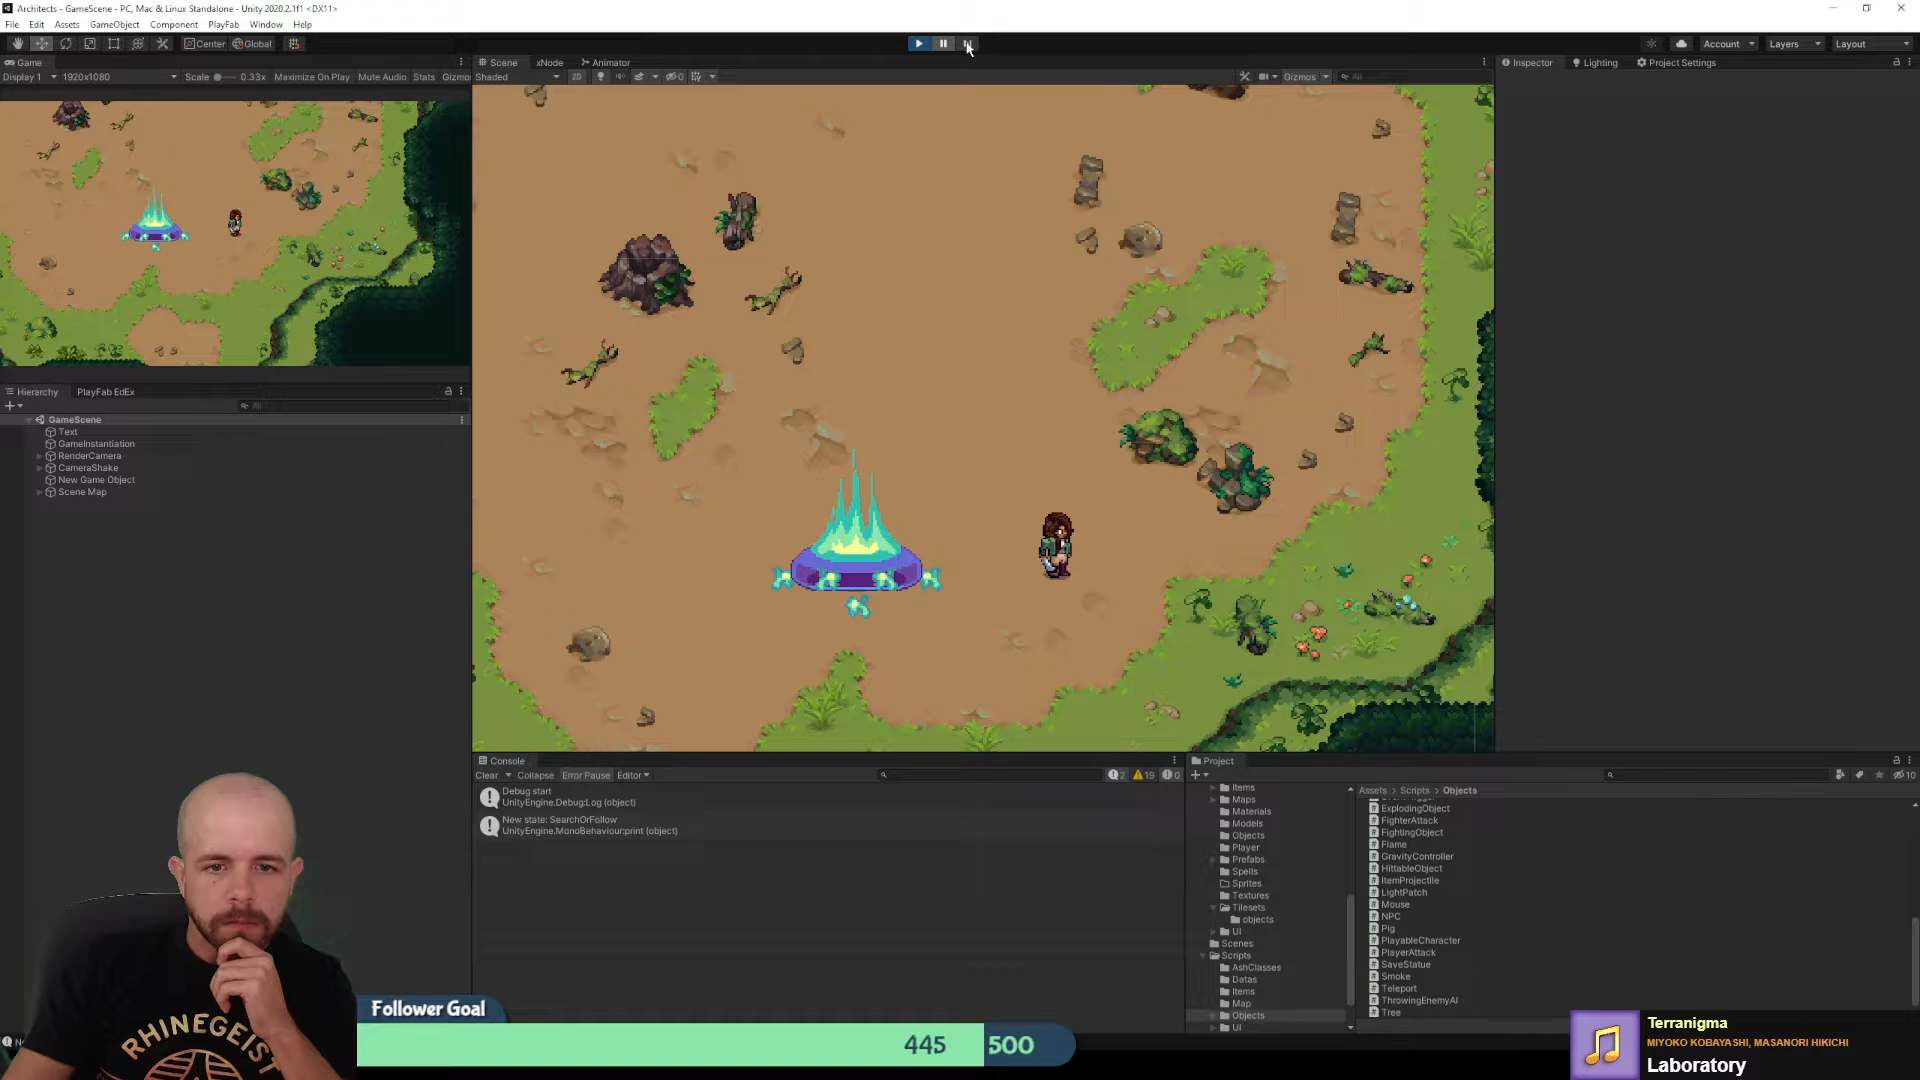 Architects - GameScene - PC, Mac & Linux Standalone - Unity 2020.2.1f1 <DX11>
File Edit Assets GameObject Component PlayFab Window Help
Center Global
Account Layers Layout
Game
Scene xNode Animator
Inspector Lighting Project Settings
Display 1 1920x1080 Scale 0.33x Maximize On Play Mute Audio Stats Gizmos
Shaded 2D 0 Gizmos All
Hierarchy PlayFab EdEx
All
GameScene
Text
GameInstantiation
RenderCamera
CameraShake
New Game Object
Scene Map
Console
Clear Collapse Error Pause Editor 2 19 0
Debug start
UnityEngine.Debug:Log (object)
New state: SearchOrFollow
UnityEngine.MonoBehaviour:print (object)
Project
10
Items
Maps
Materials
Models
Objects
Player
Prefabs
Spells
Sprites
Textures
Tilesets
objects
UI
Scenes
Scripts
AshClasses
Datas
Items
Map
Objects
UI
Assets > Scripts > Objects
ExplodingObject
FighterAttack
FightingObject
Flame
GravityController
HittableObject
ItemProjectile
LightPatch
Mouse
NPC
Pig
PlayableCharacter
PlayerAttack
SaveStatue
Smoke
Teleport
ThrowingEnemyAI
Tree
RHINEGEIST
Follower Goal
445 500
Terranigma
MIYOKO KOBAYASHI, MASANORI HIKICHI
Laboratory